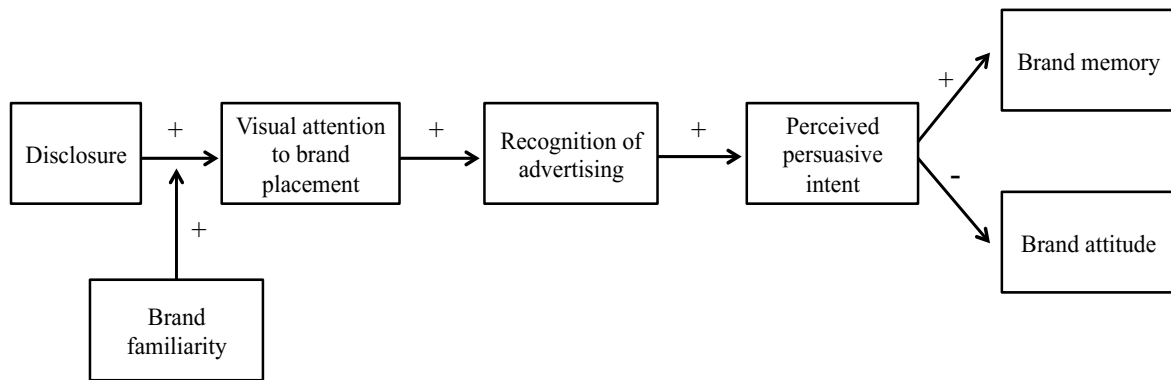 Disclosure
+
Visual attention
to brand
placement
+
Recognition of
advertising
+
Perceived
persuasive
intent
+
Brand memory
-
Brand attitude
+
Brand
familiarity